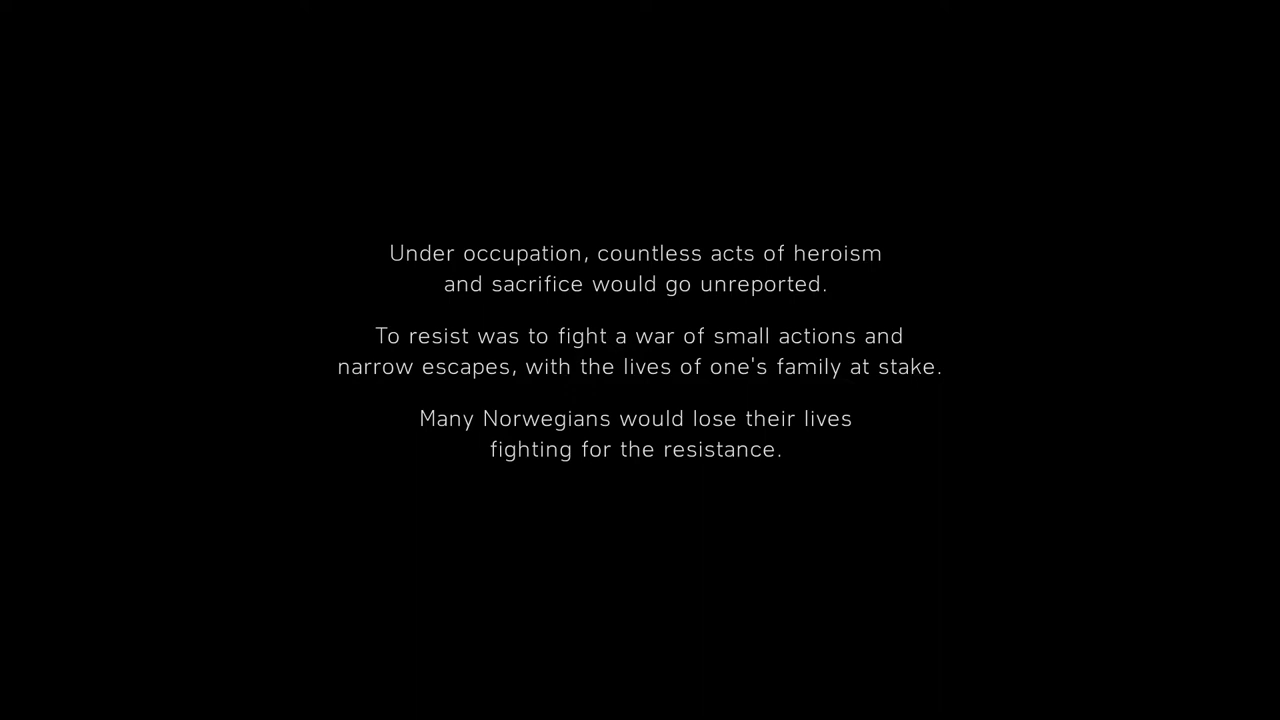 Under occupation, countless acts of heroism
and sacrifice would go unreported.
To resist was to fight a war of small actions and
narrow escapes, with the lives of one's family at stake.
Many Norwegians would lose their lives
fighting for the resistance.